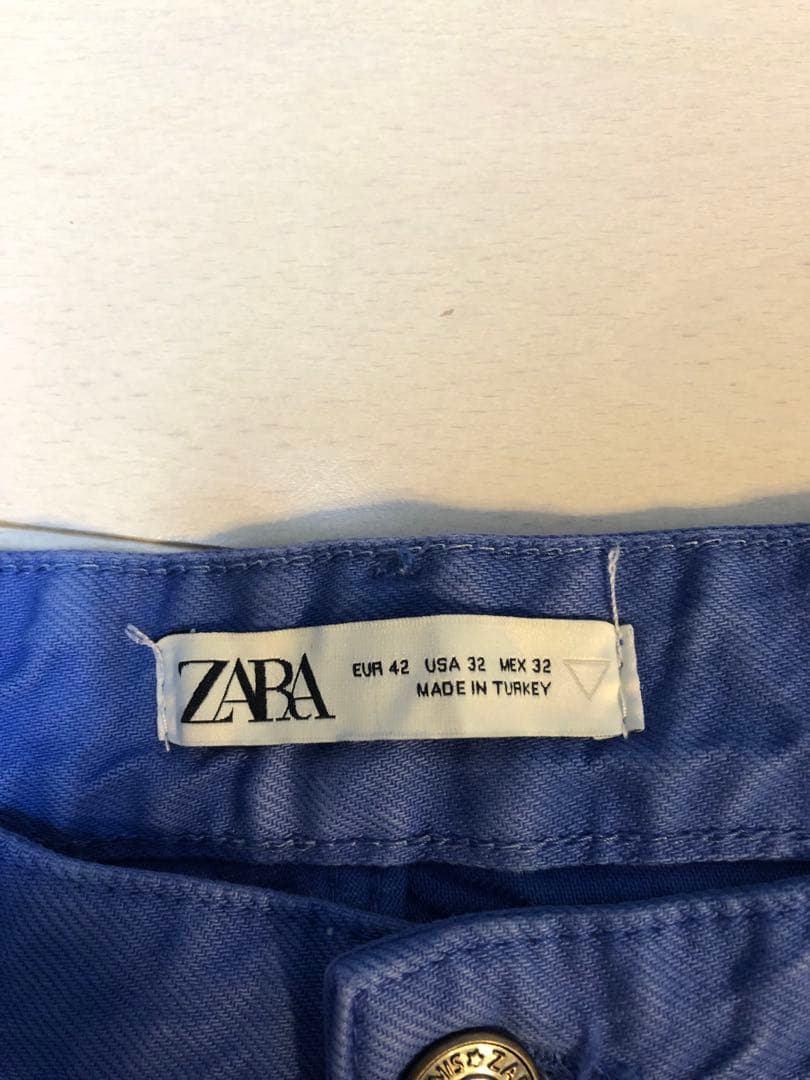 ZARA
EUR 42 USA 32 MEX 32
MADE IN TURKEY